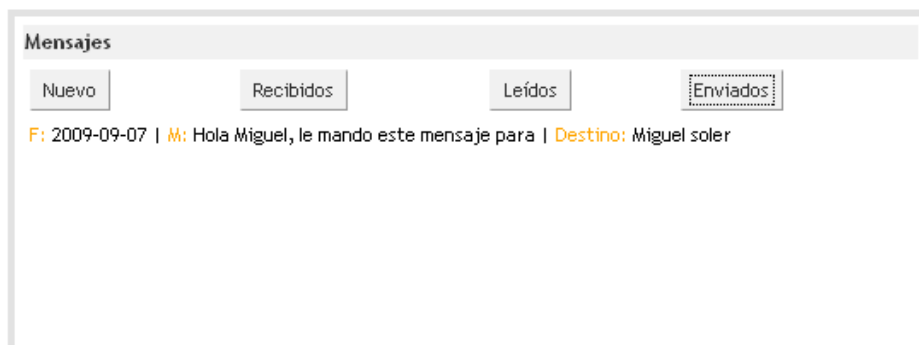 Mensajes
Nuevo Recibidos Leídos Enviados
F: 2009-09-07 | M: Hola Miguel, le mando este mensaje para | Destino: Miguel soler